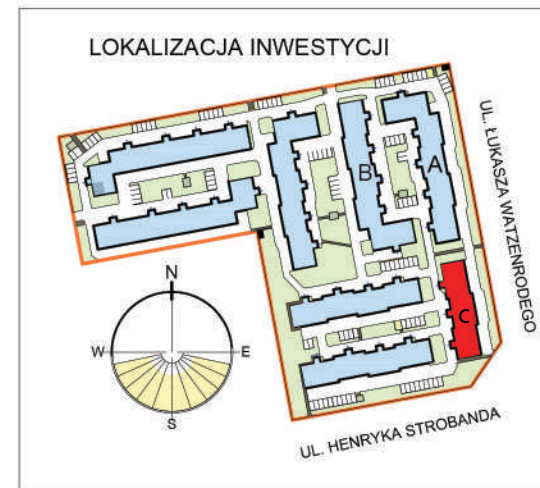 LOKALIZACJA INWESTYCJI
A
B
UL. ŁUKASZA WATZENRODEGO
C
N
W
E
S
UL. HENRYKA STROBANDA